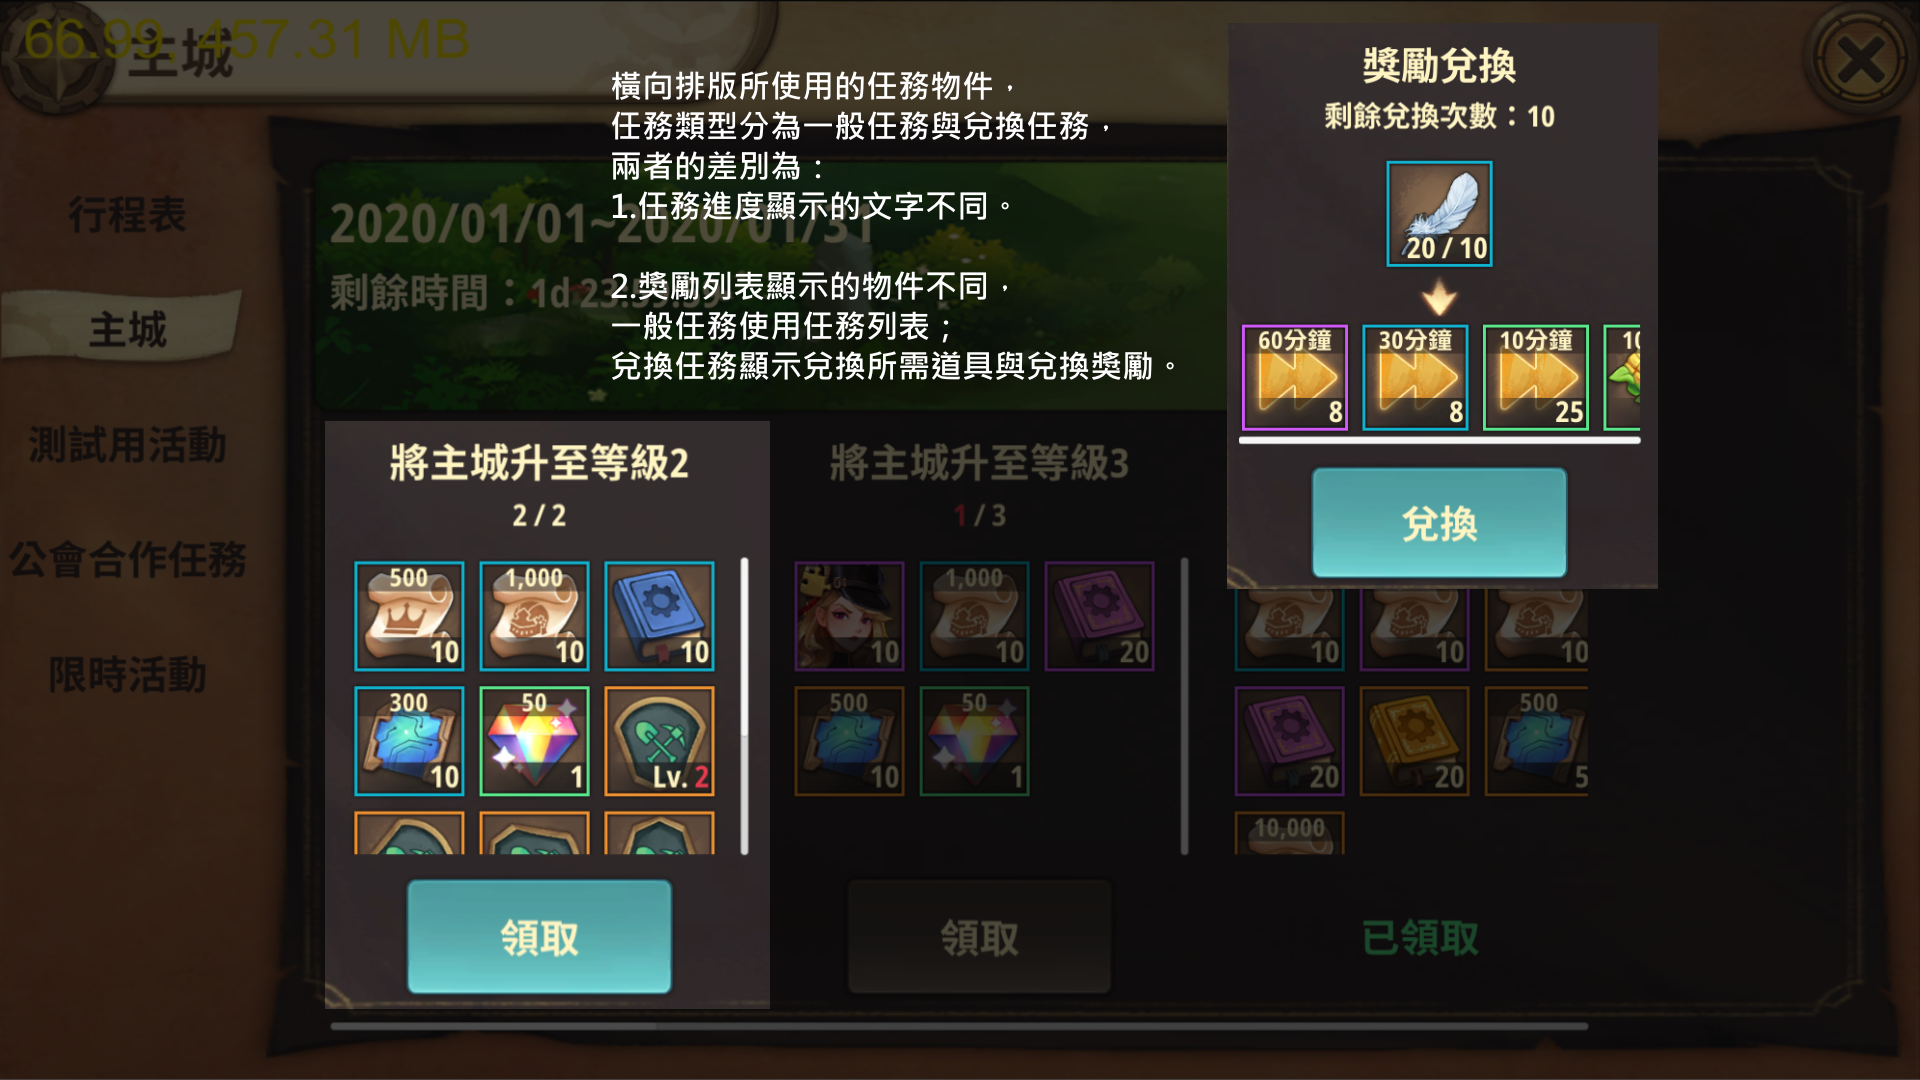 66.99, 457.31 MB
主城
行程表
主城
測試用活動
公會合作任務
限時活動
2020/01/01~2020/01/31
剩餘時間：1d 23:59:59
橫向排版所使用的任務物件，
任務類型分為一般任務與兌換任務，
兩者的差別為：
1.任務進度顯示的文字不同。
2.獎勵列表顯示的物件不同，
一般任務使用任務列表；
兌換任務顯示兌換所需道具與兌換獎勵。
獎勵兌換
剩餘兌換次數：10
20 / 10
60分鐘
8
30分鐘
8
10分鐘
25
10
兌換
將主城升至等級2
2 / 2
500
10
1,000
10
10
300
10
50
1
Lv. 2
領取
將主城升至等級3
1 / 3
10
1,000
10
20
500
10
50
1
領取
10
10
10
20
20
500
5
10,000
已領取